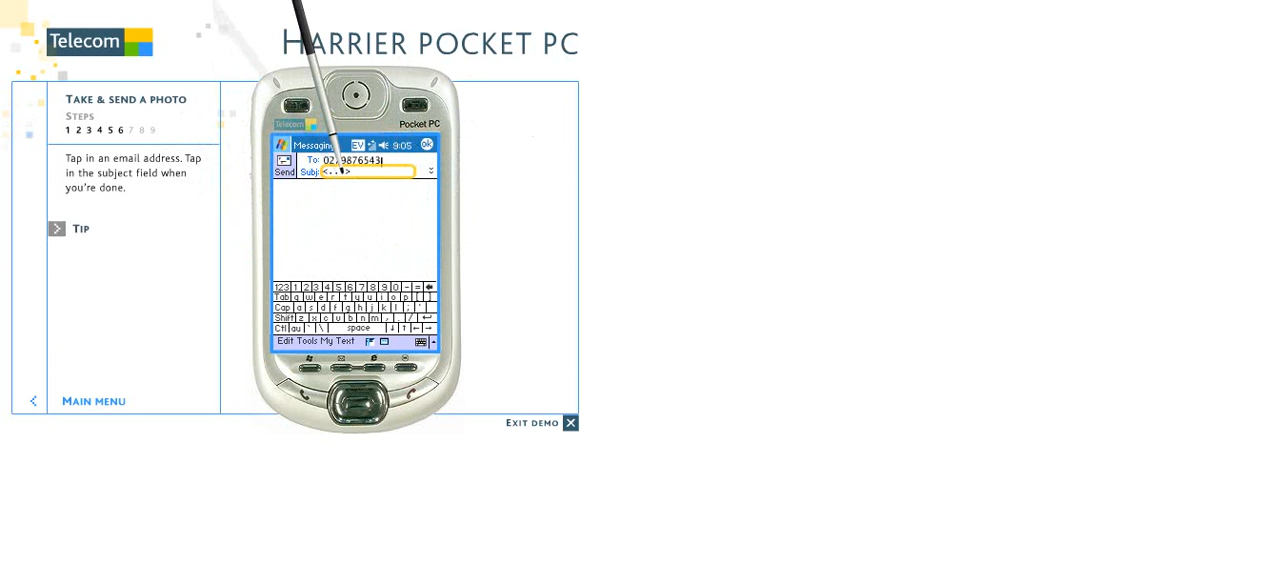 Telecom
HARRIER POCKET PC
TAKE & SEND A PHOTO
STEPS
1 2 3 4 5 6 7 8 9
Tap in an email address. Tap
in the subject field when
you're done.
TIP
MAIN MENU
Telecom
Pocket PC
Messaging EV 9:05 ok
To: 0279876543
Send Subj: <...>
123 1 2 3 4 5 6 7 8 9 0 - =
Tab q w e r t y u i o p [ ]
Cap a s d f g h j k l ; '
Shift z x c v b n m , . /
Ctl áü ` \ space ↓ ↑ ← →
Edit Tools My Text
EXIT DEMO